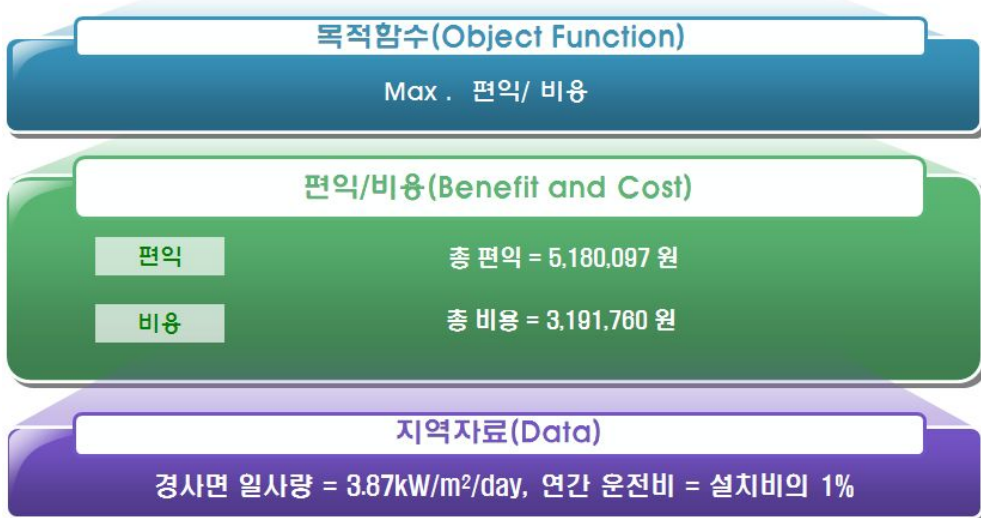 목적함수(Object Function)
Max . 편익/ 비용
편익/비용(Benefit and Cost)
편익 총 편익 = 5,180,097 원
비용 총 비용 = 3,191,760 원
지역자료(Data)
경사면 일사량 = 3.87kW/m²/day, 연간 운전비 = 설치비의 1%